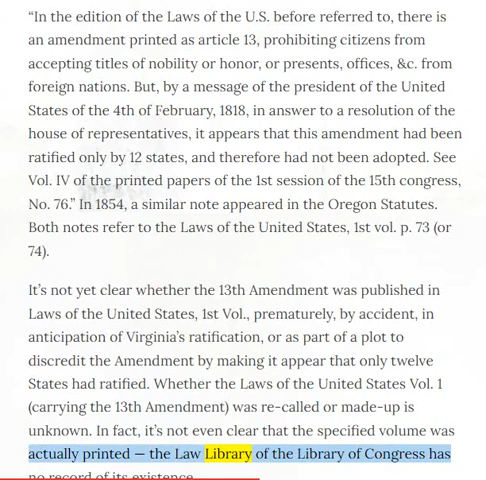 “In the edition of the Laws of the U.S. before referred to, there is
an amendment printed as article 13, prohibiting citizens from
accepting titles of nobility or honor, or presents, offices, &c. from
foreign nations. But, by a message of the president of the United
States of the 4th of February, 1818, in answer to a resolution of the
house of representatives, it appears that this amendment had been
ratified only by 12 states, and therefore had not been adopted. See
Vol. IV of the printed papers of the 1st session of the 15th congress,
No. 76.” In 1854, a similar note appeared in the Oregon Statutes.
Both notes refer to the Laws of the United States, 1st vol. p. 73 (or
74).
It’s not yet clear whether the 13th Amendment was published in
Laws of the United States, 1st Vol., prematurely, by accident, in
anticipation of Virginia’s ratification, or as part of a plot to
discredit the Amendment by making it appear that only twelve
States had ratified. Whether the Laws of the United States Vol. 1
(carrying the 13th Amendment) was re-called or made-up is
unknown. In fact, it’s not even clear that the specified volume was
actually printed — the Law Library of the Library of Congress has
no record of its existence